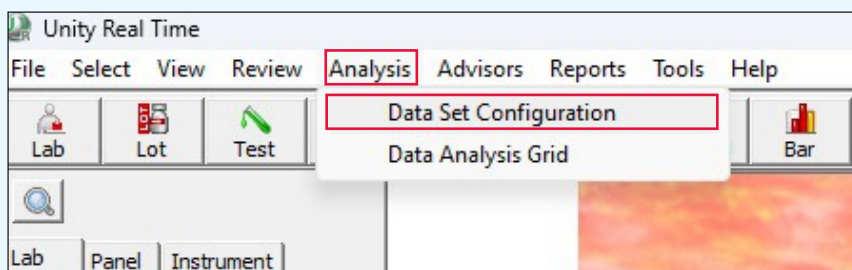 Unity Real Time
File Select View Review Analysis Advisors Reports Tools Help
Data Set Configuration
Data Analysis Grid
Lab Lot Test Bar
Lab Panel Instrument